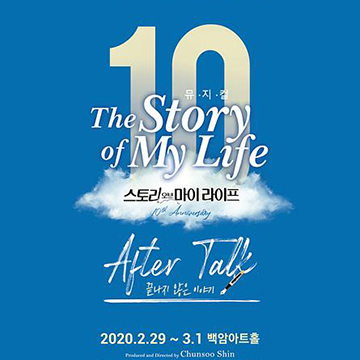 10
뮤·지·컬
The Story
of My Life
스토리 오브 마이 라이프
10th Anniversary
After Talk
끝나지 않은 이야기
2020.2.29 ~ 3.1 백암아트홀
Produced and Directed by Chunsoo Shin